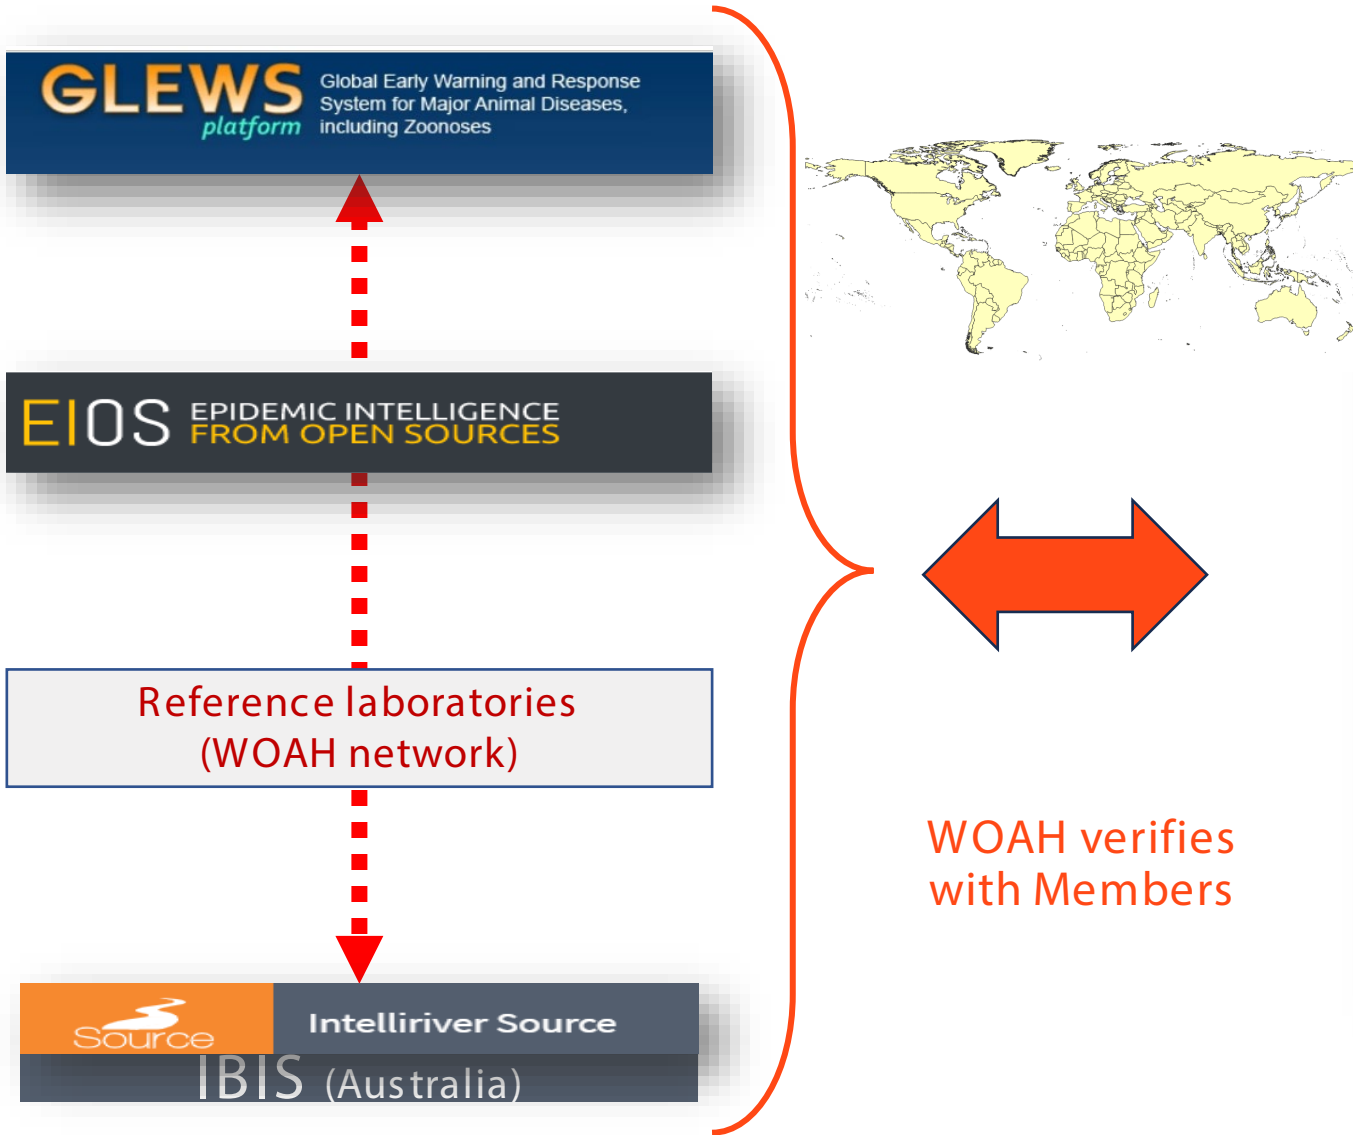 GLEWS
platform
Global Early Warning and Response
System for Major Animal Diseases,
including Zoonoses
EIOS
EPIDEMIC INTELLIGENCE
FROM OPEN SOURCES
Reference laboratories
(WOAH network)
Source
Intelliriver Source
IBIS (Australia)
WOAH verifies
with Members